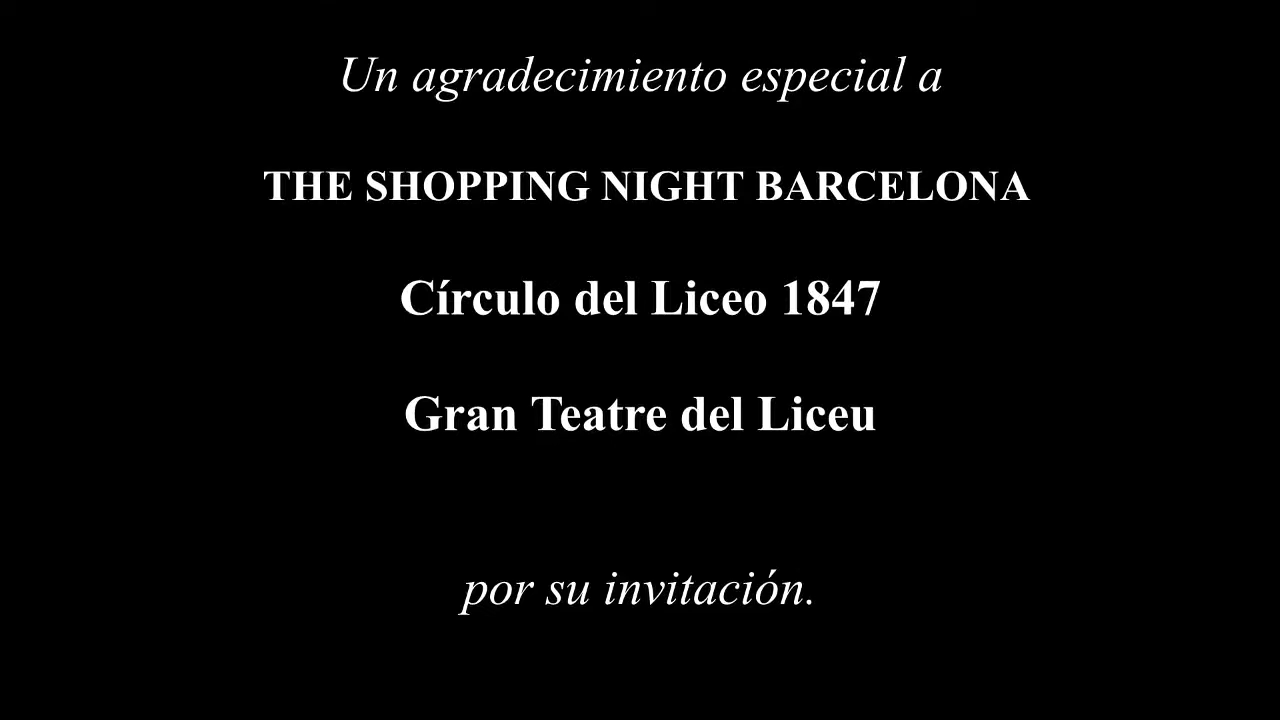 Un agradecimiento especial a
THE SHOPPING NIGHT BARCELONA
Círculo del Liceo 1847
Gran Teatre del Liceu
por su invitación.